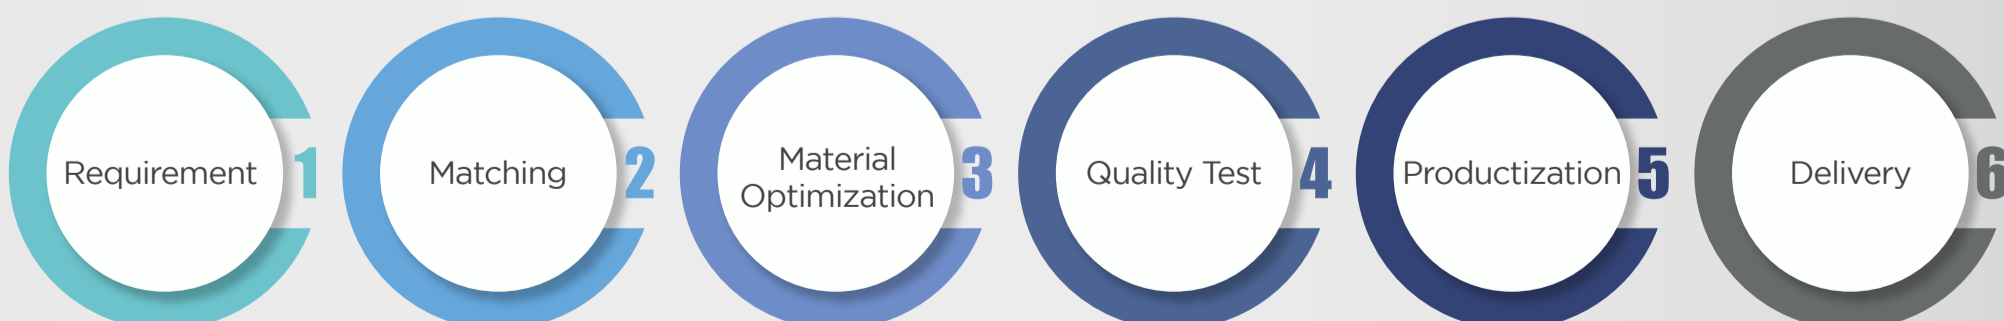 Requirement
1
Matching
2
Material
Optimization
3
Quality Test
4
Productization
5
Delivery
6